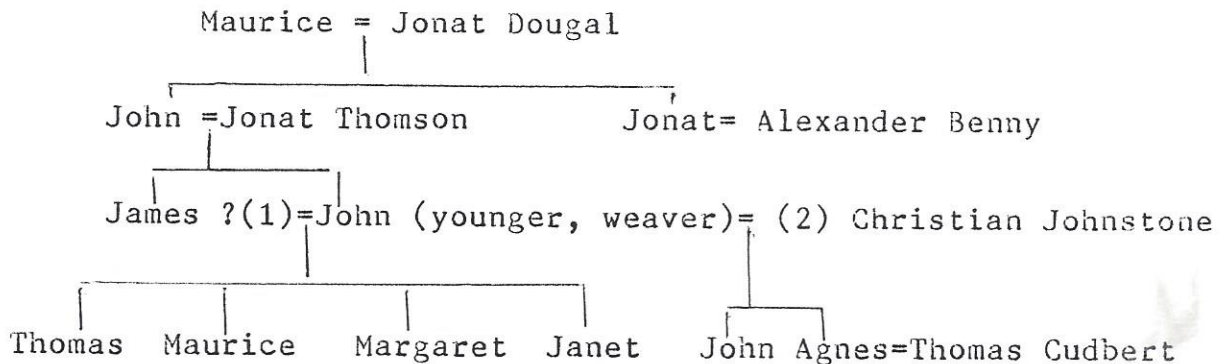 Maurice = Jonat Dougal
John =Jonat Thomson Jonat= Alexander Benny
James ?(1)=John (younger, weaver)= (2) Christian Johnstone
Thomas Maurice Margaret Janet John Agnes=Thomas Cudbert